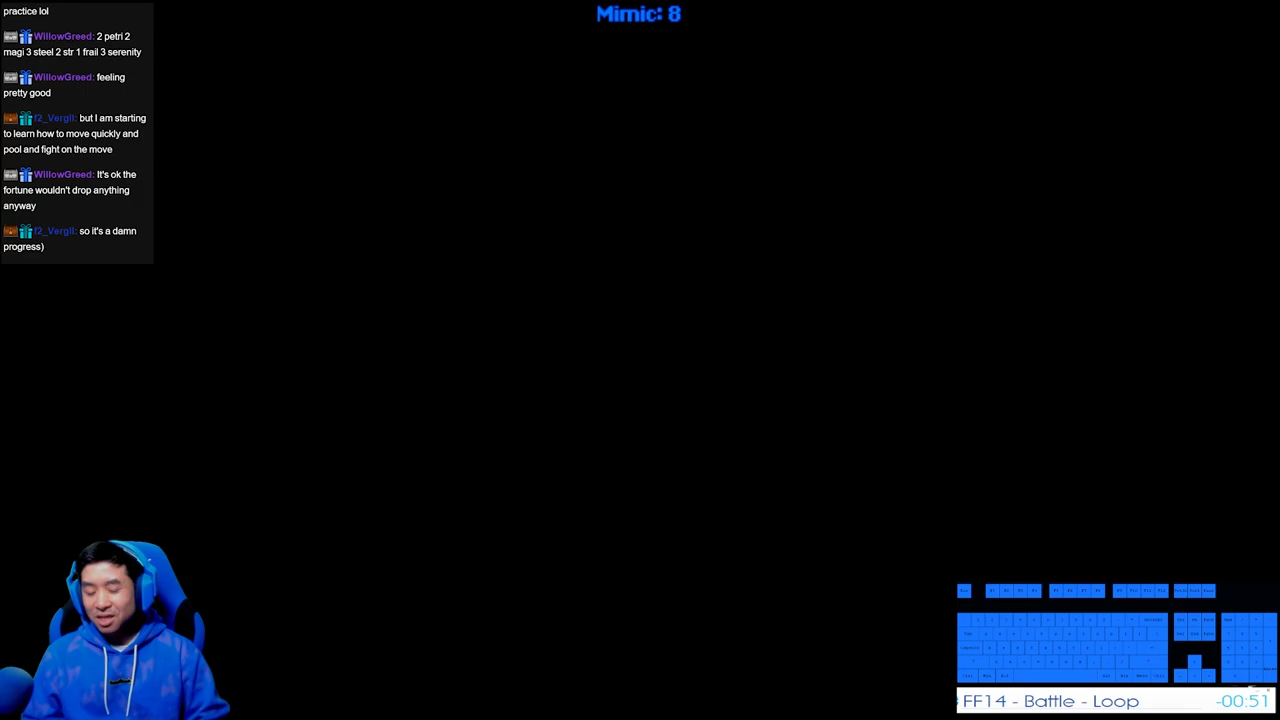 practice lol
WillowGreed: 2 petri 2
magi 3 steel 2 str 1 frail 3 serenity
WillowGreed: feeling
pretty good
f2_Vergil: but I am starting
to learn how to move quickly and
pool and fight on the move
WillowGreed: It's ok the
fortune wouldn't drop anything
anyway
f2_Vergil: so it's a damn
progress)
Mimic: 8
FF14 - Battle - Loop
-00:51